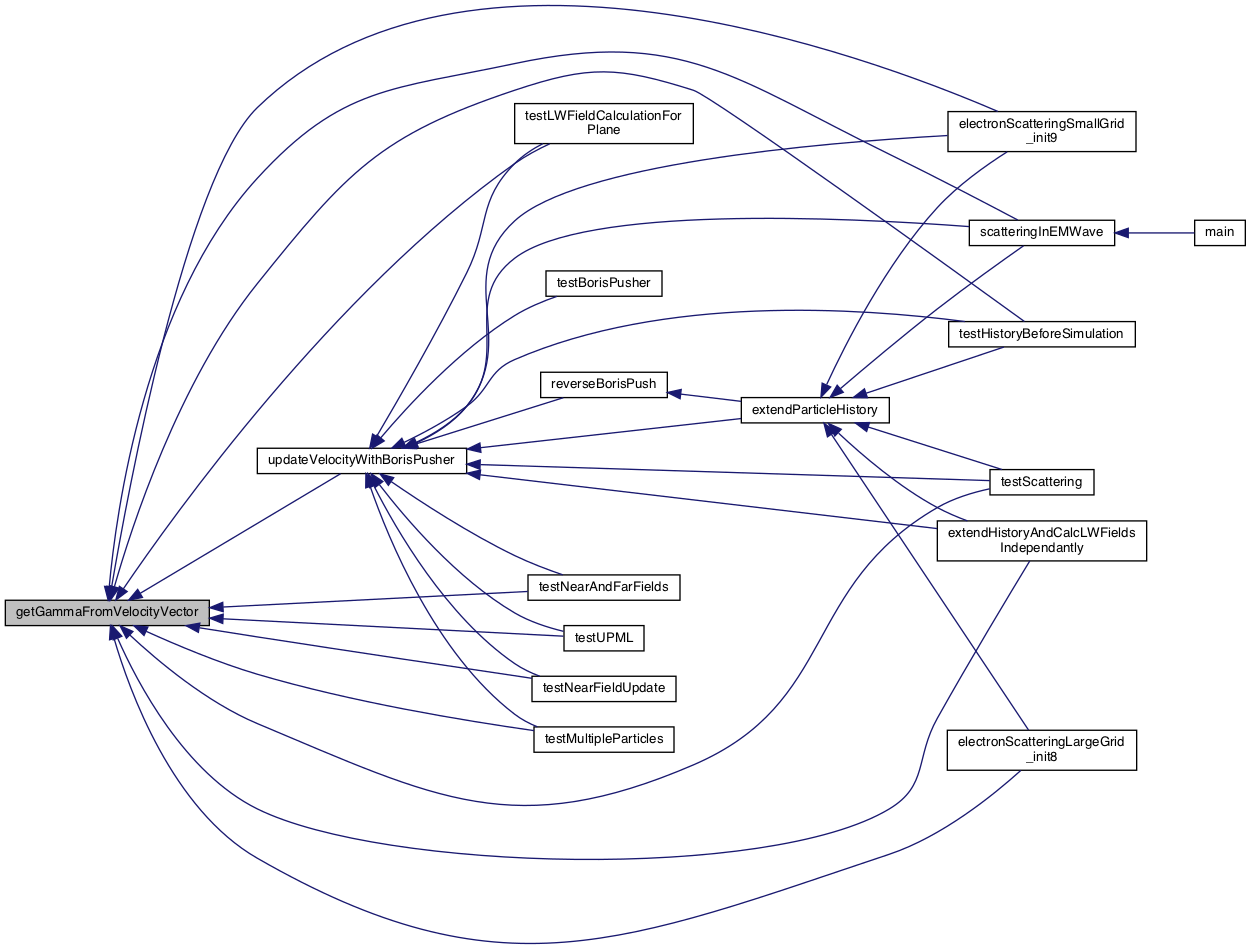 testLWFieldCalculationFor
Plane
electronScatteringSmallGrid
_init9
scatteringInEMWave
main
testBorisPusher
testHistoryBeforeSimulation
reverseBorisPush
extendParticleHistory
updateVelocityWithBorisPusher
testScattering
extendHistoryAndCalcLWFields
Independantly
testNearAndFarFields
getGammaFromVelocityVector
testUPML
testNearFieldUpdate
testMultipleParticles
electronScatteringLargeGrid
_init8